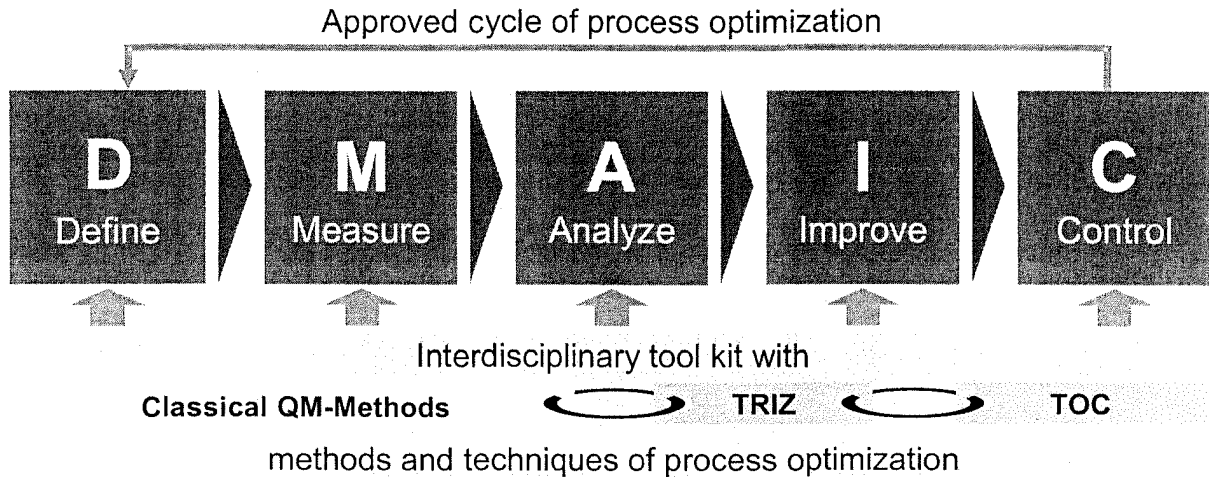 Approved cycle of process optimization
D M A I C
Define Measure Analyze Improve Control
Interdisciplinary tool kit with
Classical QM-Methods TRIZ TOC
methods and techniques of process optimization